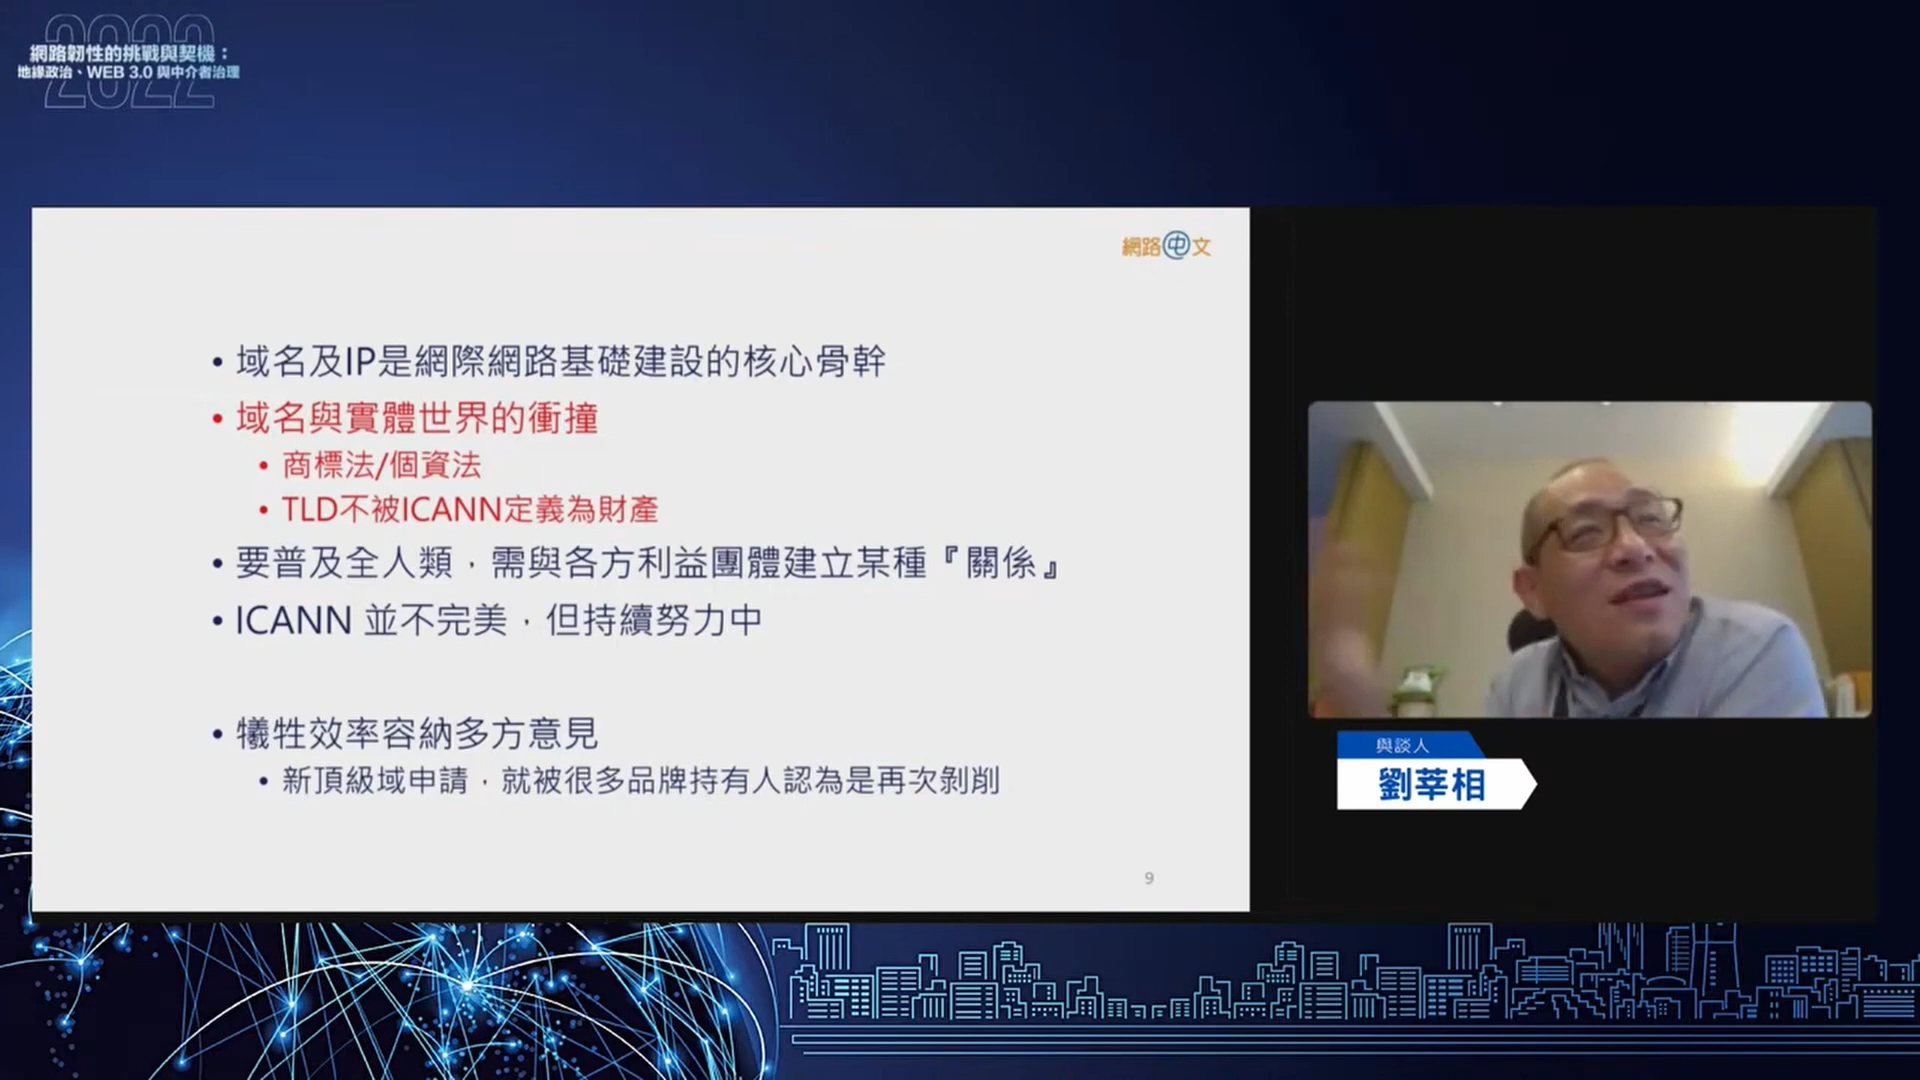 2022
網路韌性的挑戰與契機：
地緣政治、WEB 3.0 與中介者治理
網路中文
• 域名及IP是網際網路基礎建設的核心骨幹
• 域名與實體世界的衝撞
• 商標法/個資法
• TLD不被ICANN定義為財產
• 要普及全人類，需與各方利益團體建立某種『關係』
• ICANN 並不完美，但持續努力中
• 犧牲效率容納多方意見
• 新頂級域申請，就被很多品牌持有人認為是再次剝削
9
與談人
劉莘相